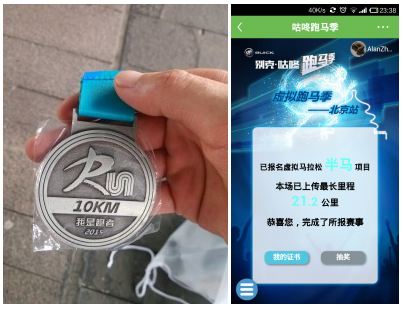 RUN
10KM
我是跑者
2015
40K/s
23:38
咕咚跑马季
BUICK
别克·咕咚 跑马季
AlanZh...
虚拟跑马季
——北京站
已报名虚拟马拉松 半马 项目
本场已上传最长里程
21.2 公里
恭喜您，完成了所报赛事
我的证书
抽奖